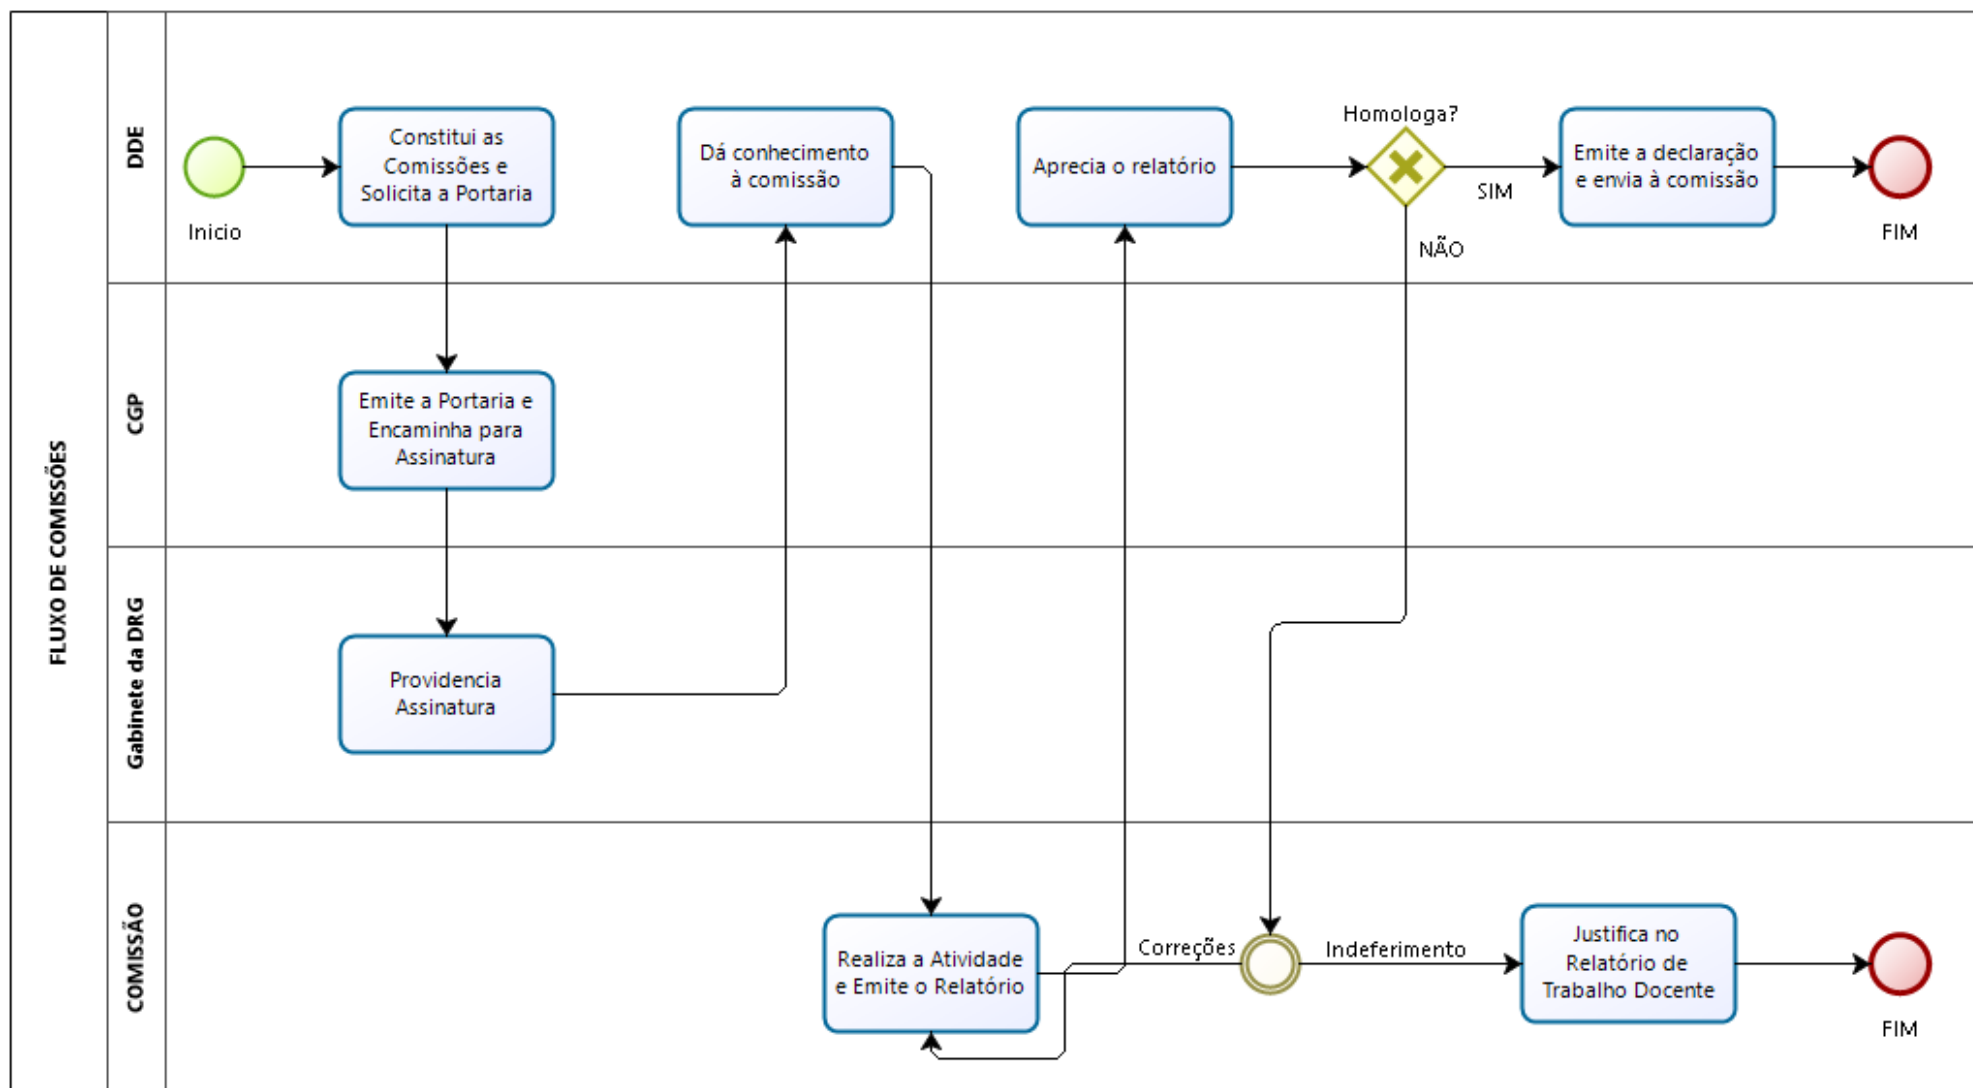 FLUXO DE COMISSÕES
DDE
Inicio
Constitui as
Comissões e
Solicita a Portaria
Dá conhecimento
à comissão
Aprecia o relatório
Homologa?
SIM
NÃO
Emite a declaração
e envia à comissão
FIM
CGP
Emite a Portaria e
Encaminha para
Assinatura
Gabinete da DRG
Providencia
Assinatura
COMISSÃO
Realiza a Atividade
e Emite o Relatório
Correções
Indeferimento
Justifica no
Relatório de
Trabalho Docente
FIM